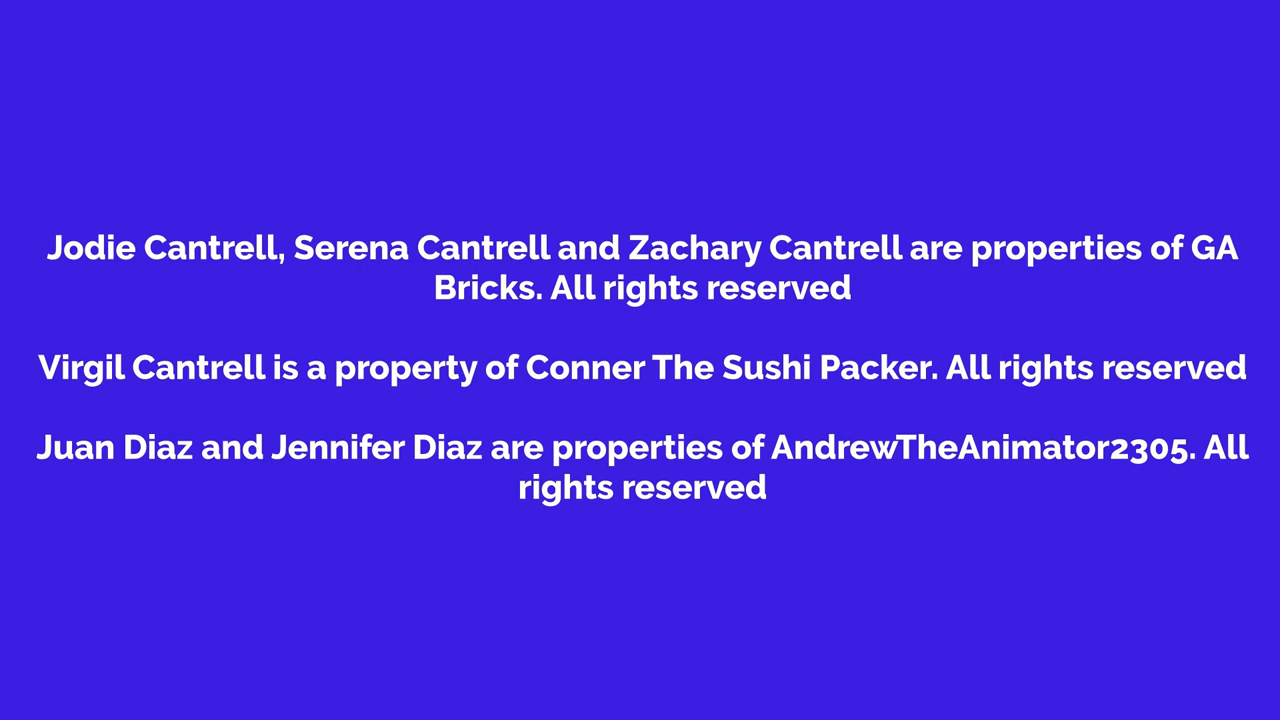 Jodie Cantrell, Serena Cantrell and Zachary Cantrell are properties of GA
Bricks. All rights reserved
Virgil Cantrell is a property of Conner The Sushi Packer. All rights reserved
Juan Diaz and Jennifer Diaz are properties of AndrewTheAnimator2305. All
rights reserved